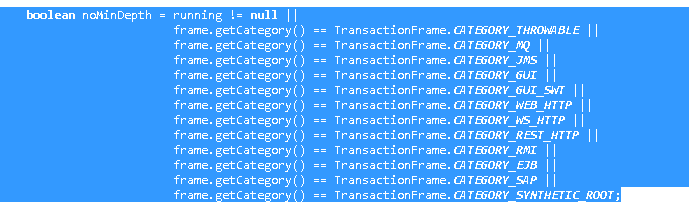 boolean noMinDepth = running != null ||
frame.getCategory() == TransactionFrame.CATEGORY_THROWABLE ||
frame.getCategory() == TransactionFrame.CATEGORY_MQ ||
frame.getCategory() == TransactionFrame.CATEGORY_JMS ||
frame.getCategory() == TransactionFrame.CATEGORY_GUI ||
frame.getCategory() == TransactionFrame.CATEGORY_GUI_SWT ||
frame.getCategory() == TransactionFrame.CATEGORY_WEB_HTTP ||
frame.getCategory() == TransactionFrame.CATEGORY_WS_HTTP ||
frame.getCategory() == TransactionFrame.CATEGORY_REST_HTTP ||
frame.getCategory() == TransactionFrame.CATEGORY_RMI ||
frame.getCategory() == TransactionFrame.CATEGORY_EJB ||
frame.getCategory() == TransactionFrame.CATEGORY_SAP ||
frame.getCategory() == TransactionFrame.CATEGORY_SYNTHETIC_ROOT;